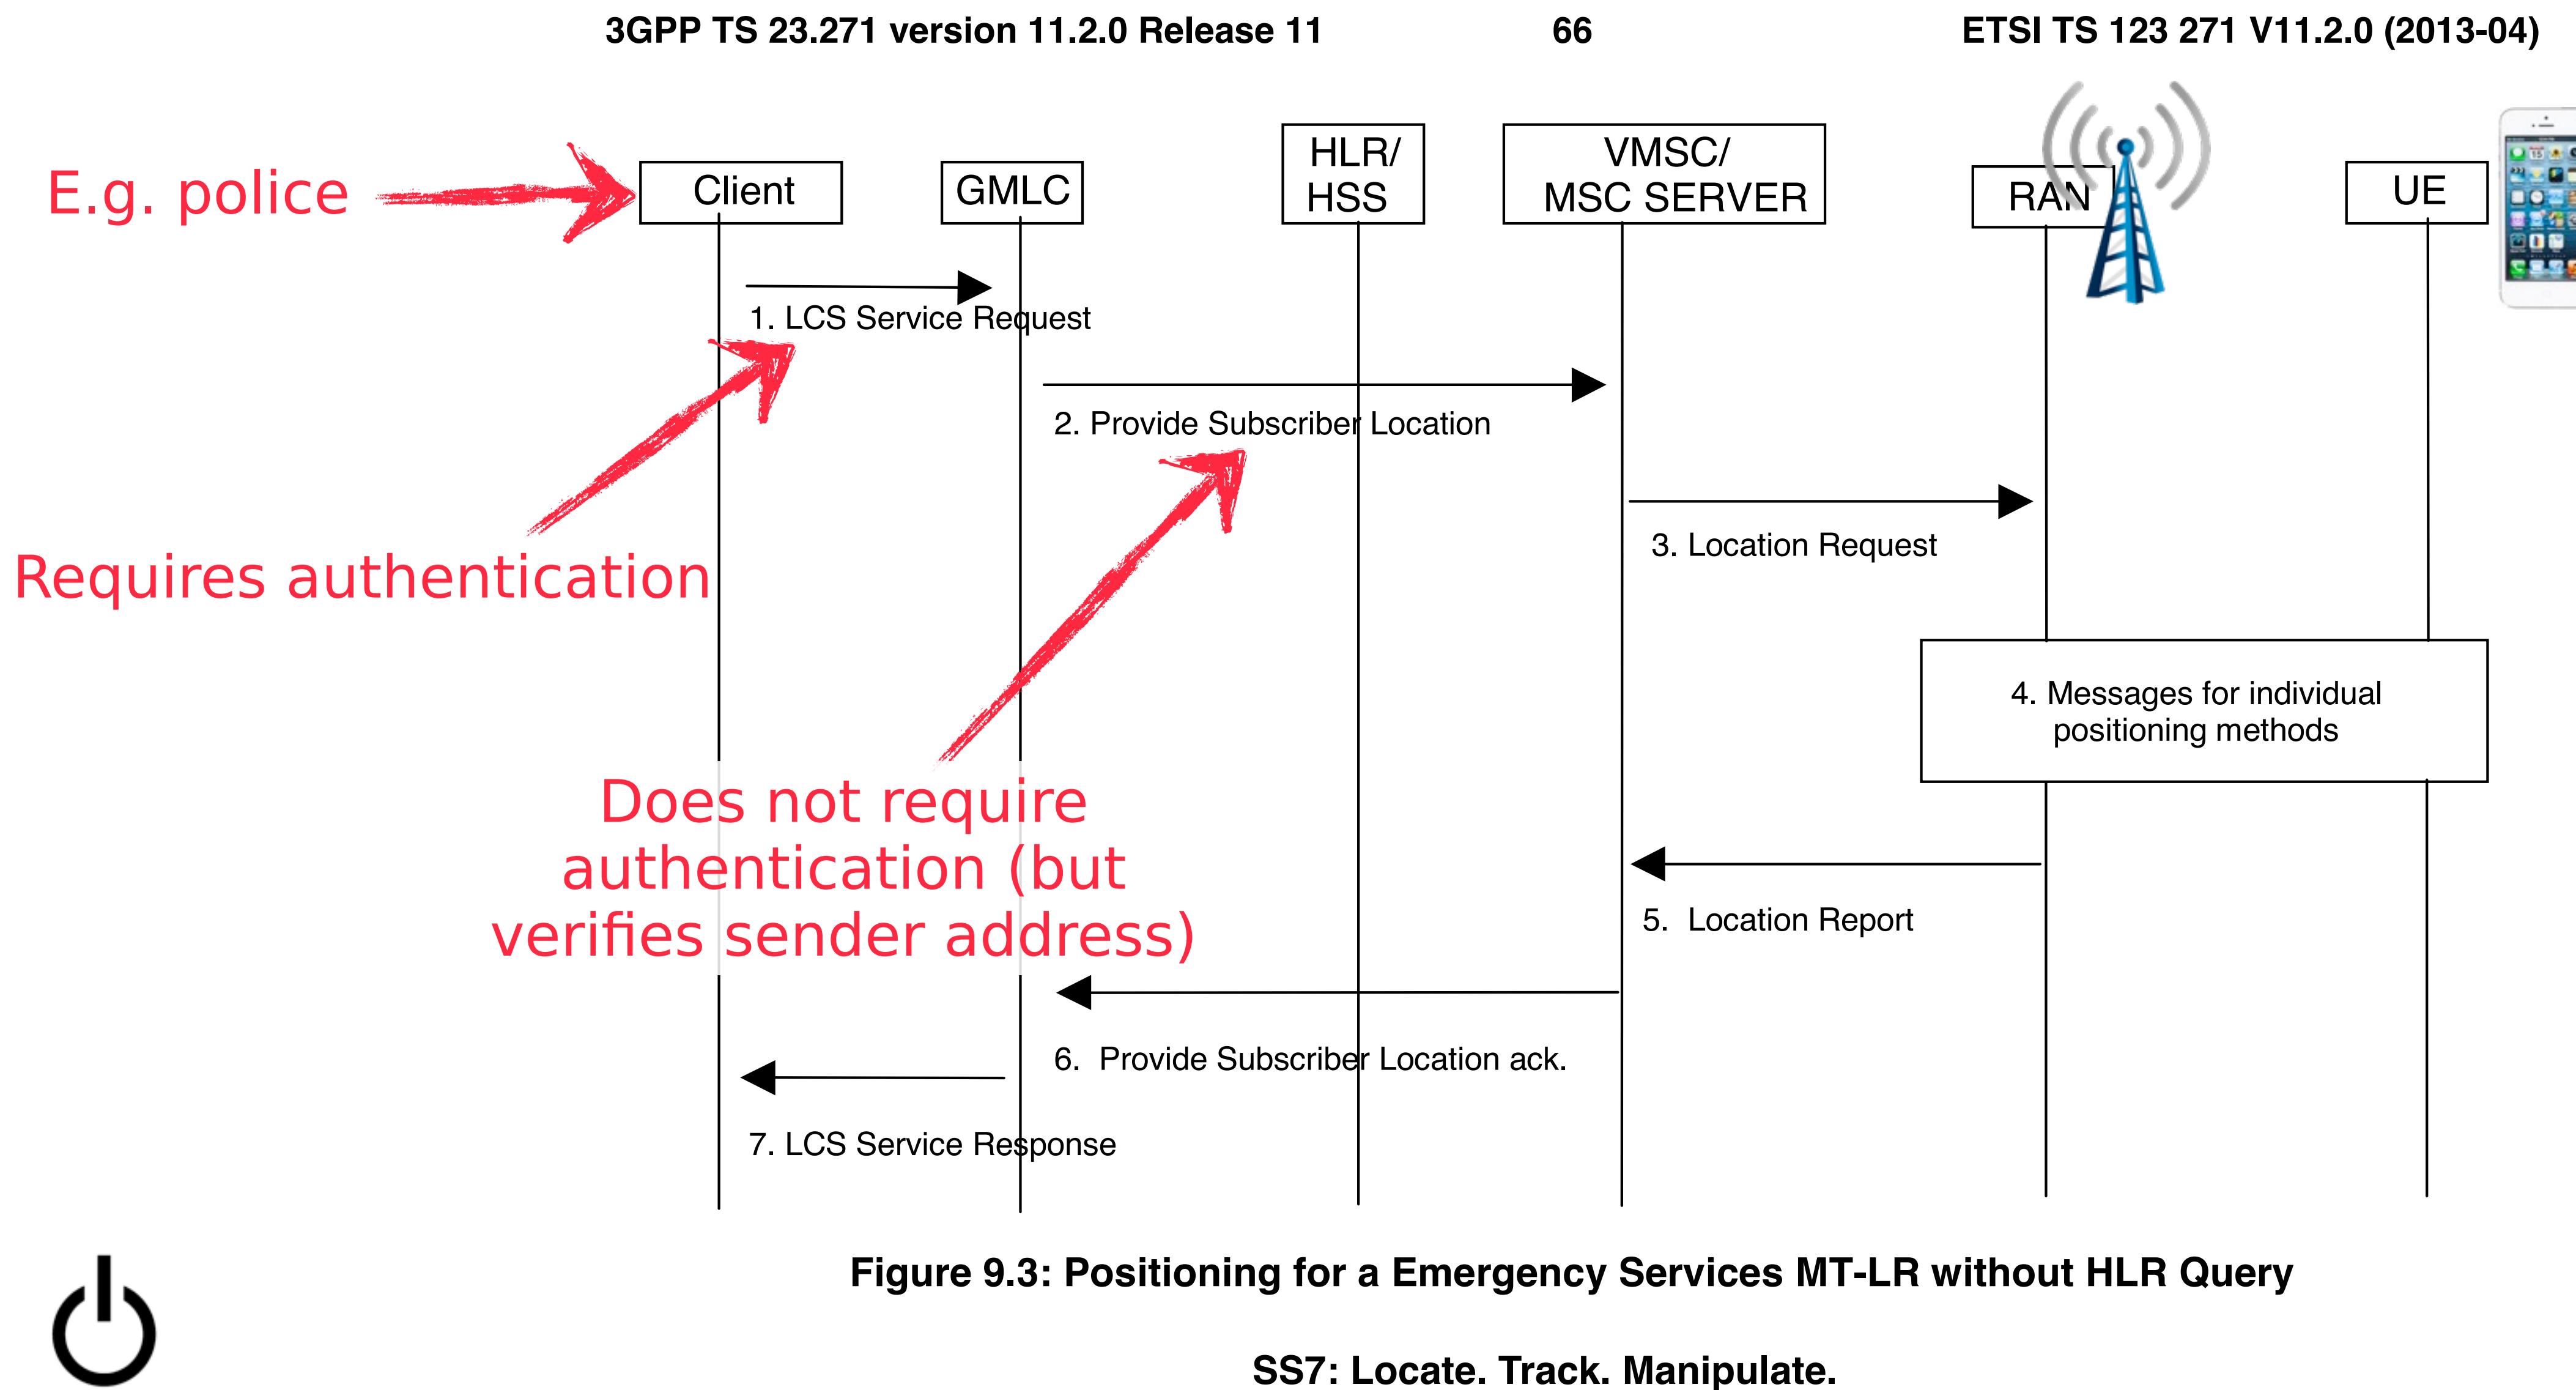 3GPP TS 23.271 version 11.2.0 Release 11 66 ETSI TS 123 271 V11.2.0 (2013-04)
E.g. police
Client
GMLC
HLR/
HSS
VMSC/
MSC SERVER
RAN
UE
1. LCS Service Request
2. Provide Subscriber Location
3. Location Request
Requires authentication
4. Messages for individual
positioning methods
Does not require
authentication (but
verifies sender address)
5. Location Report
6. Provide Subscriber Location ack.
7. LCS Service Response
Figure 9.3: Positioning for a Emergency Services MT-LR without HLR Query
SS7: Locate. Track. Manipulate.